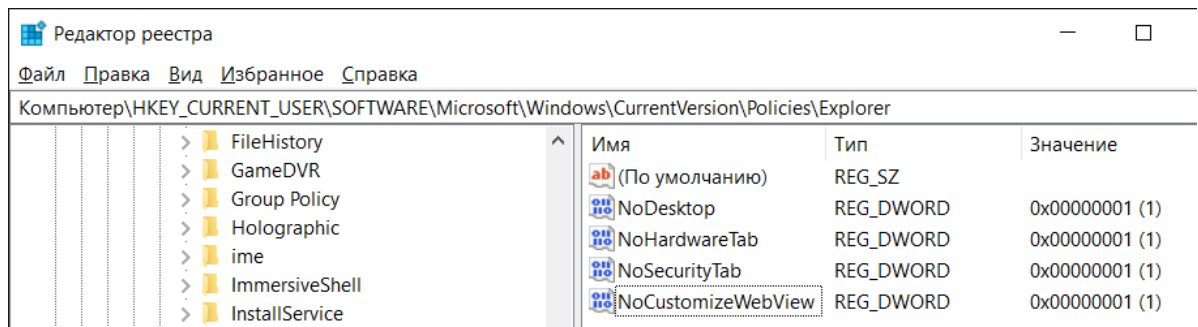 Редактор реестра
Файл Правка Вид Избранное Справка
Компьютер\HKEY_CURRENT_USER\SOFTWARE\Microsoft\Windows\CurrentVersion\Policies\Explorer
FileHistory
GameDVR
Group Policy
Holographic
ime
ImmersiveShell
InstallService
Имя Тип Значение
(По умолчанию) REG_SZ
NoDesktop REG_DWORD 0x00000001 (1)
NoHardwareTab REG_DWORD 0x00000001 (1)
NoSecurityTab REG_DWORD 0x00000001 (1)
NoCustomizeWebView REG_DWORD 0x00000001 (1)